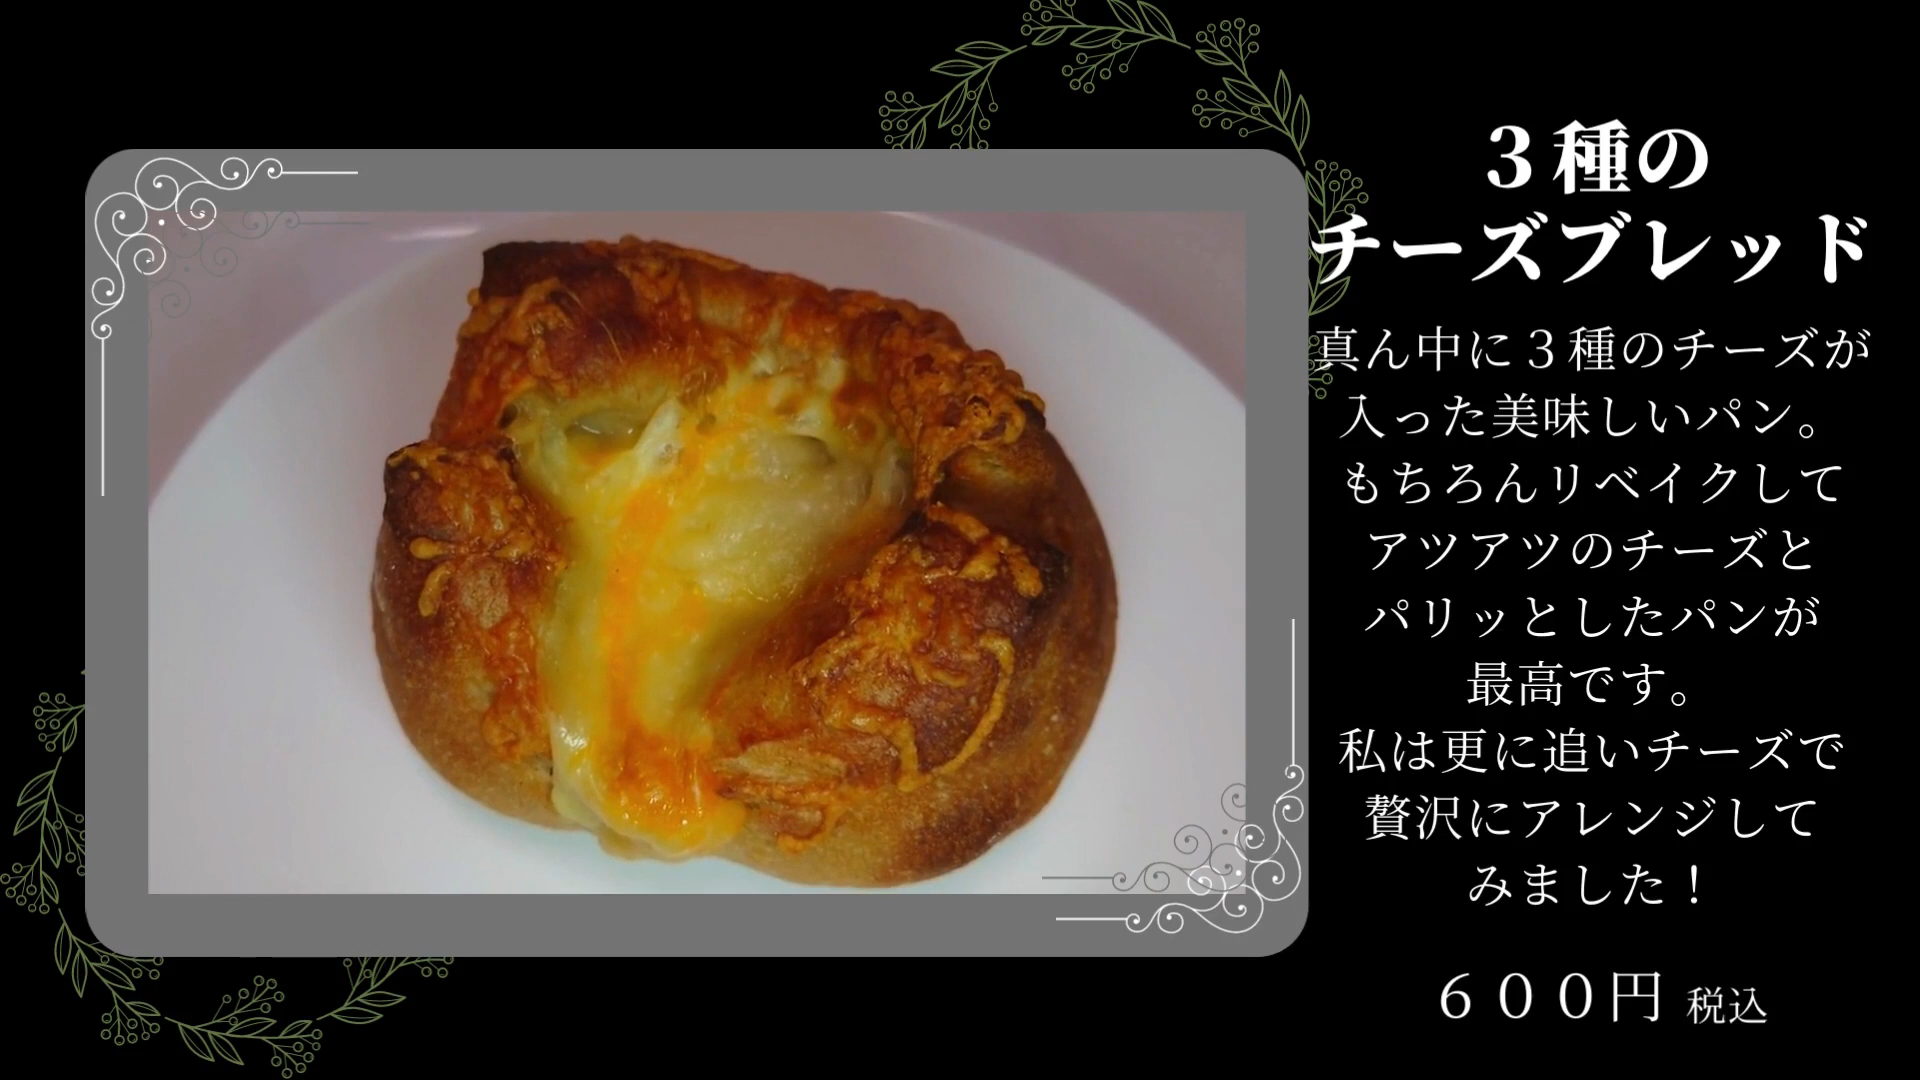 ３種の
チーズブレッド
真ん中に３種のチーズが
入った美味しいパン。
もちろんリベイクして
アツアツのチーズと
パリッとしたパンが
最高です。
私は更に追いチーズで
贅沢にアレンジして
みました！
６００円 税込